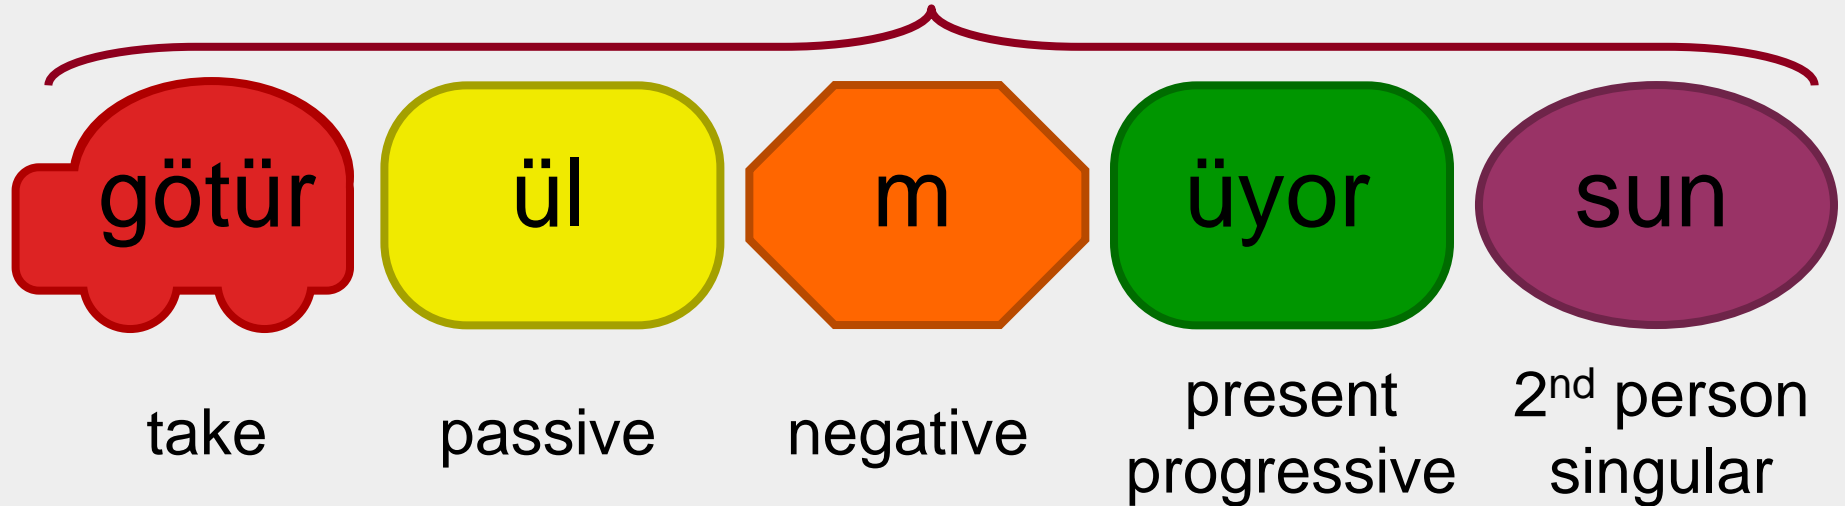 götür ül m üyor sun
take passive negative present progressive 2nd person singular